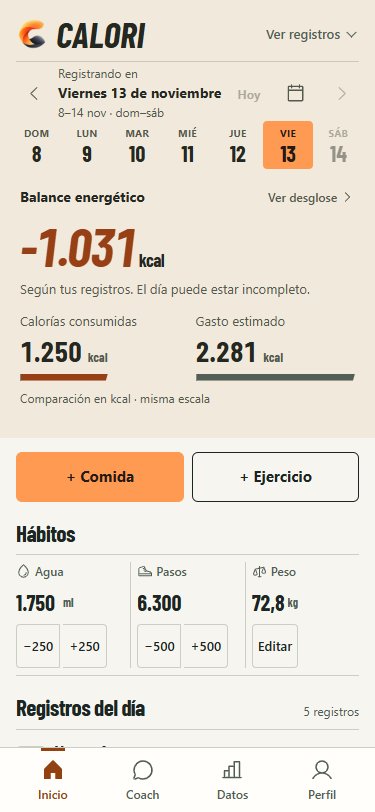 CALORI
Ver registros
Registrando en
Viernes 13 de noviembre
Hoy
8–14 nov · dom–sáb
DOM LUN MAR MIÉ JUE VIE SÁB
8 9 10 11 12 13 14
Balance energético
Ver desglose
-1.031 kcal
Según tus registros. El día puede estar incompleto.
Calorías consumidas
Gasto estimado
1.250 kcal
2.281 kcal
Comparación en kcal · misma escala
+ Comida
+ Ejercicio
Hábitos
Agua
Pasos
Peso
1.750 ml
6.300
72,8 kg
−250 +250
−500 +500
Editar
Registros del día
5 registros
Inicio
Coach
Datos
Perfil